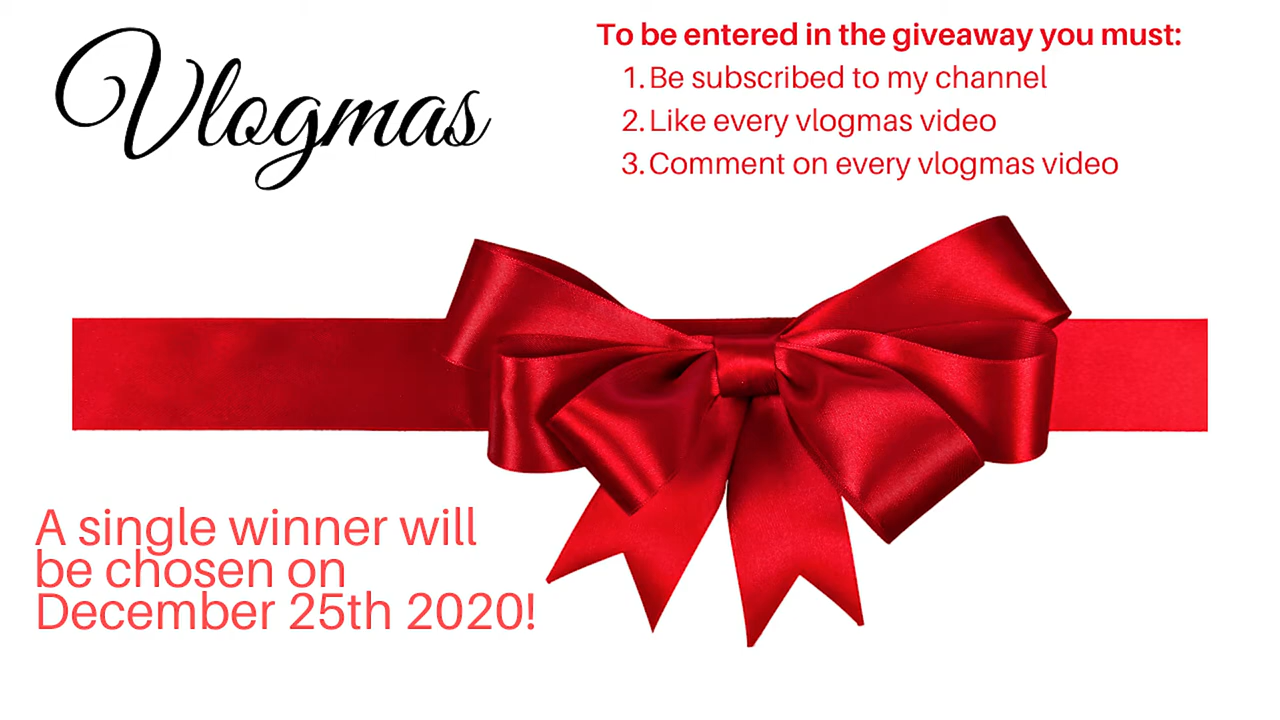 Vlogmas
To be entered in the giveaway you must:
1. Be subscribed to my channel
2. Like every vlogmas video
3. Comment on every vlogmas video
A single winner will
be chosen on
December 25th 2020!